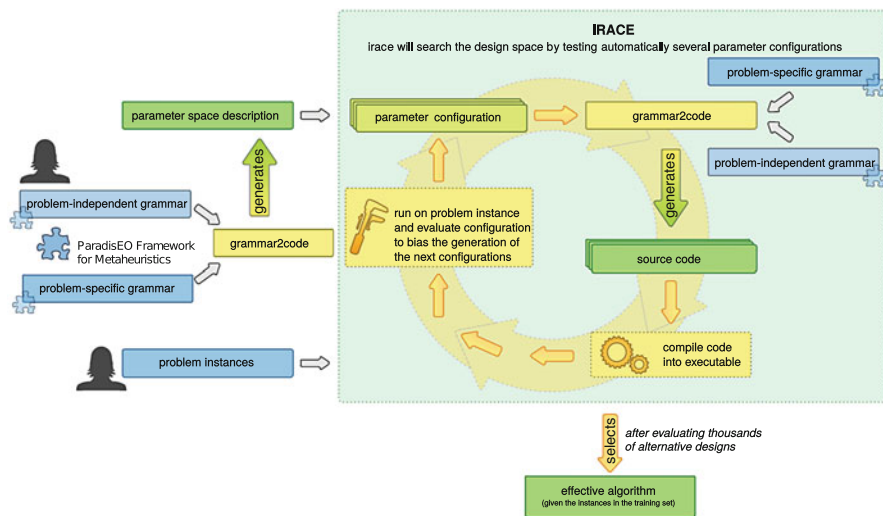 IRACE
irace will search the design space by testing automatically several parameter configurations
problem-specific grammar
parameter space description
parameter configuration
grammar2code
problem-independent grammar
generates
generates
problem-independent grammar
run on problem instance
and evaluate configuration
to bias the generation of
the next configurations
ParadisEO Framework
for Metaheuristics
grammar2code
source code
problem-specific grammar
problem instances
compile code
into executable
selects
after evaluating thousands
of alternative designs
effective algorithm
(given the instances in the training set)